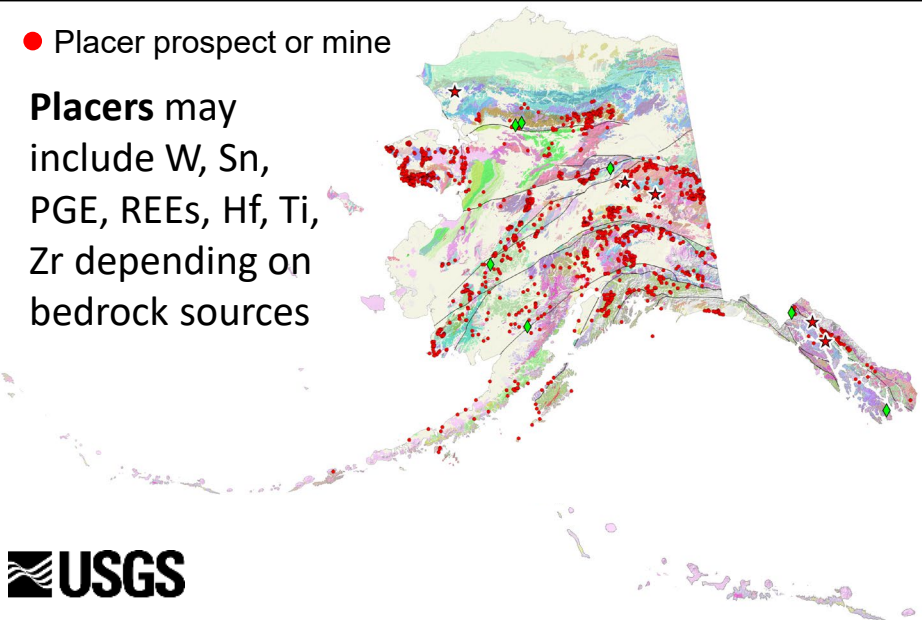 Placer prospect or mine
Placers may
include W, Sn,
PGE, REEs, Hf, Ti,
Zr depending on
bedrock sources
USGS